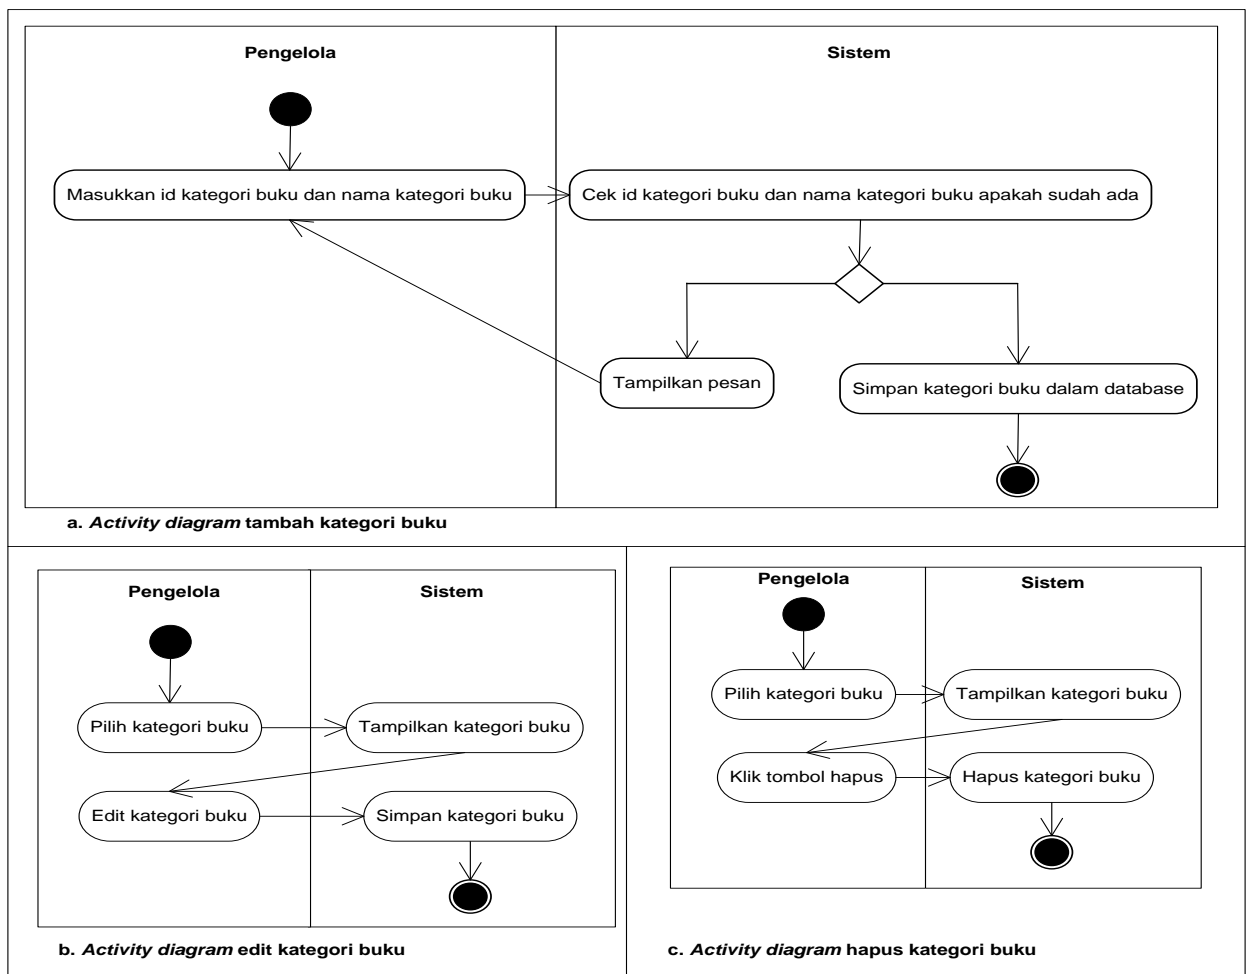 Pengelola
Sistem
Masukkan id kategori buku dan nama kategori buku
Cek id kategori buku dan nama kategori buku apakah sudah ada
Tampilkan pesan
Simpan kategori buku dalam database
a. Activity diagram tambah kategori buku
Pengelola
Sistem
Pilih kategori buku
Tampilkan kategori buku
Edit kategori buku
Simpan kategori buku
b. Activity diagram edit kategori buku
Pengelola
Sistem
Pilih kategori buku
Tampilkan kategori buku
Klik tombol hapus
Hapus kategori buku
c. Activity diagram hapus kategori buku